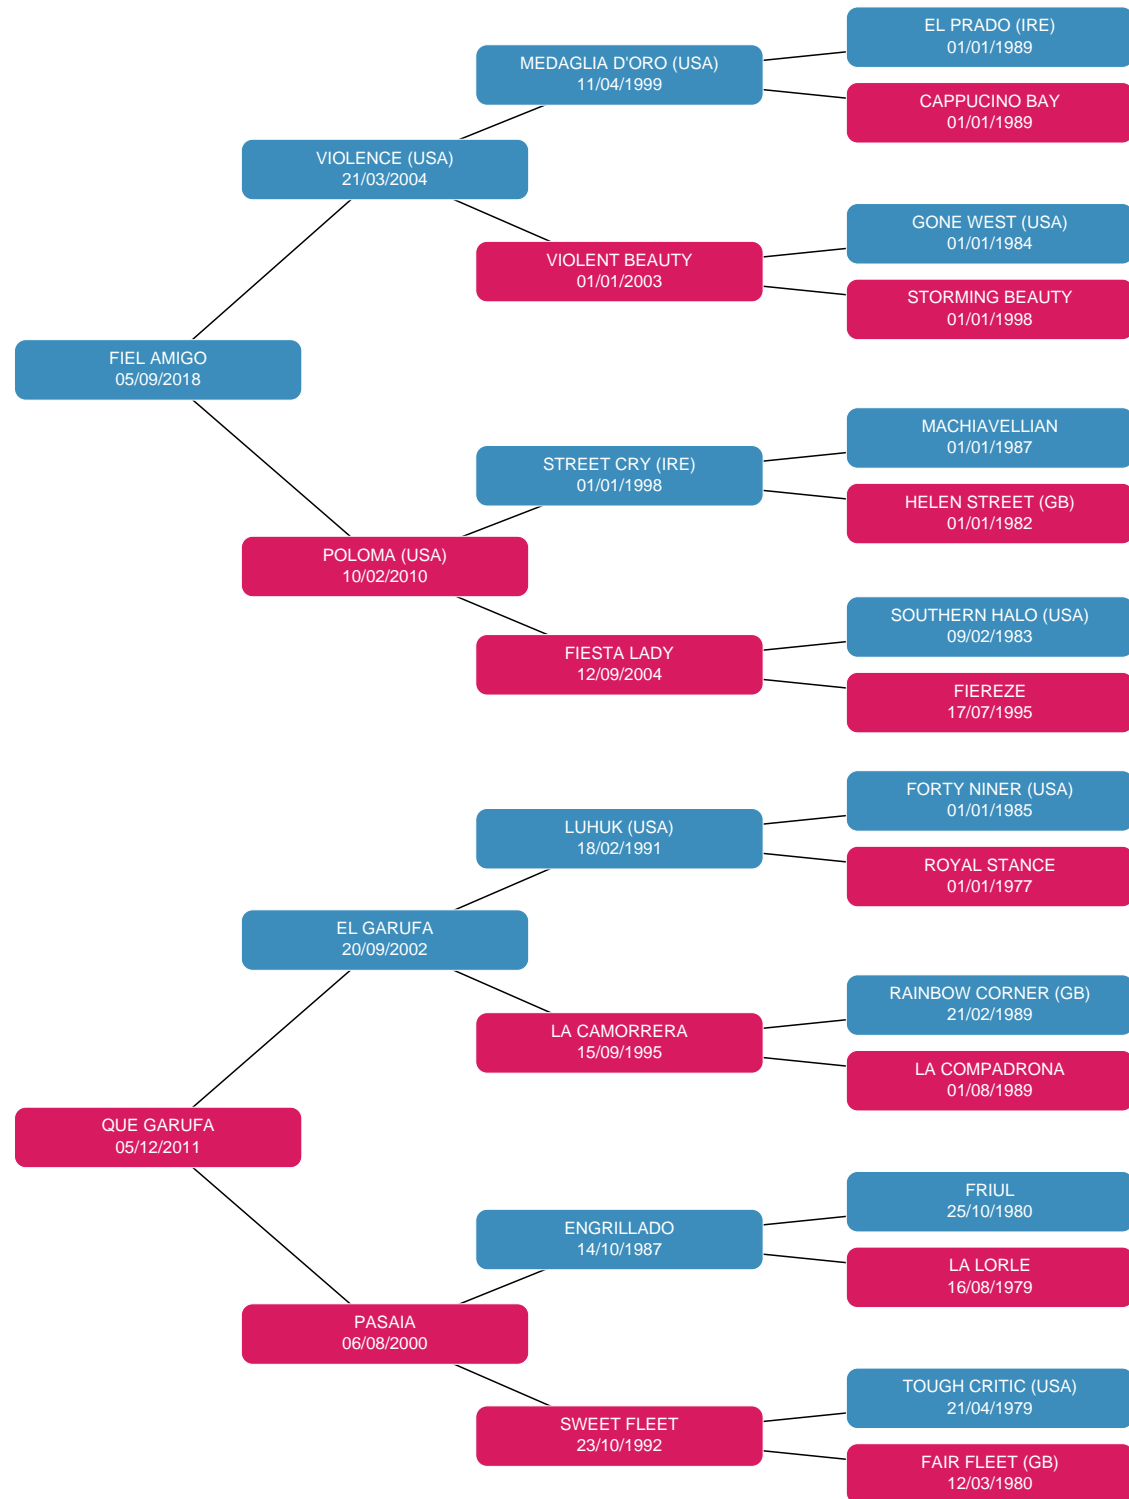 EL PRADO (IRE)
01/01/1989
MEDAGLIA D'ORO (USA)
11/04/1999
CAPPUCINO BAY
01/01/1989
VIOLENCE (USA)
21/03/2004
GONE WEST (USA)
01/01/1984
VIOLENT BEAUTY
01/01/2003
STORMING BEAUTY
01/01/1998
FIEL AMIGO
05/09/2018
MACHIAVELLIAN
01/01/1987
STREET CRY (IRE)
01/01/1998
HELEN STREET (GB)
01/01/1982
POLOMA (USA)
10/02/2010
SOUTHERN HALO (USA)
09/02/1983
FIESTA LADY
12/09/2004
FIEREZE
17/07/1995
FORTY NINER (USA)
01/01/1985
LUHUK (USA)
18/02/1991
ROYAL STANCE
01/01/1977
EL GARUFA
20/09/2002
RAINBOW CORNER (GB)
21/02/1989
LA CAMORRERA
15/09/1995
LA COMPADRONA
01/08/1989
QUE GARUFA
05/12/2011
FRIUL
25/10/1980
ENGRILLADO
14/10/1987
LA LORLE
16/08/1979
PASAIA
06/08/2000
TOUGH CRITIC (USA)
21/04/1979
SWEET FLEET
23/10/1992
FAIR FLEET (GB)
12/03/1980